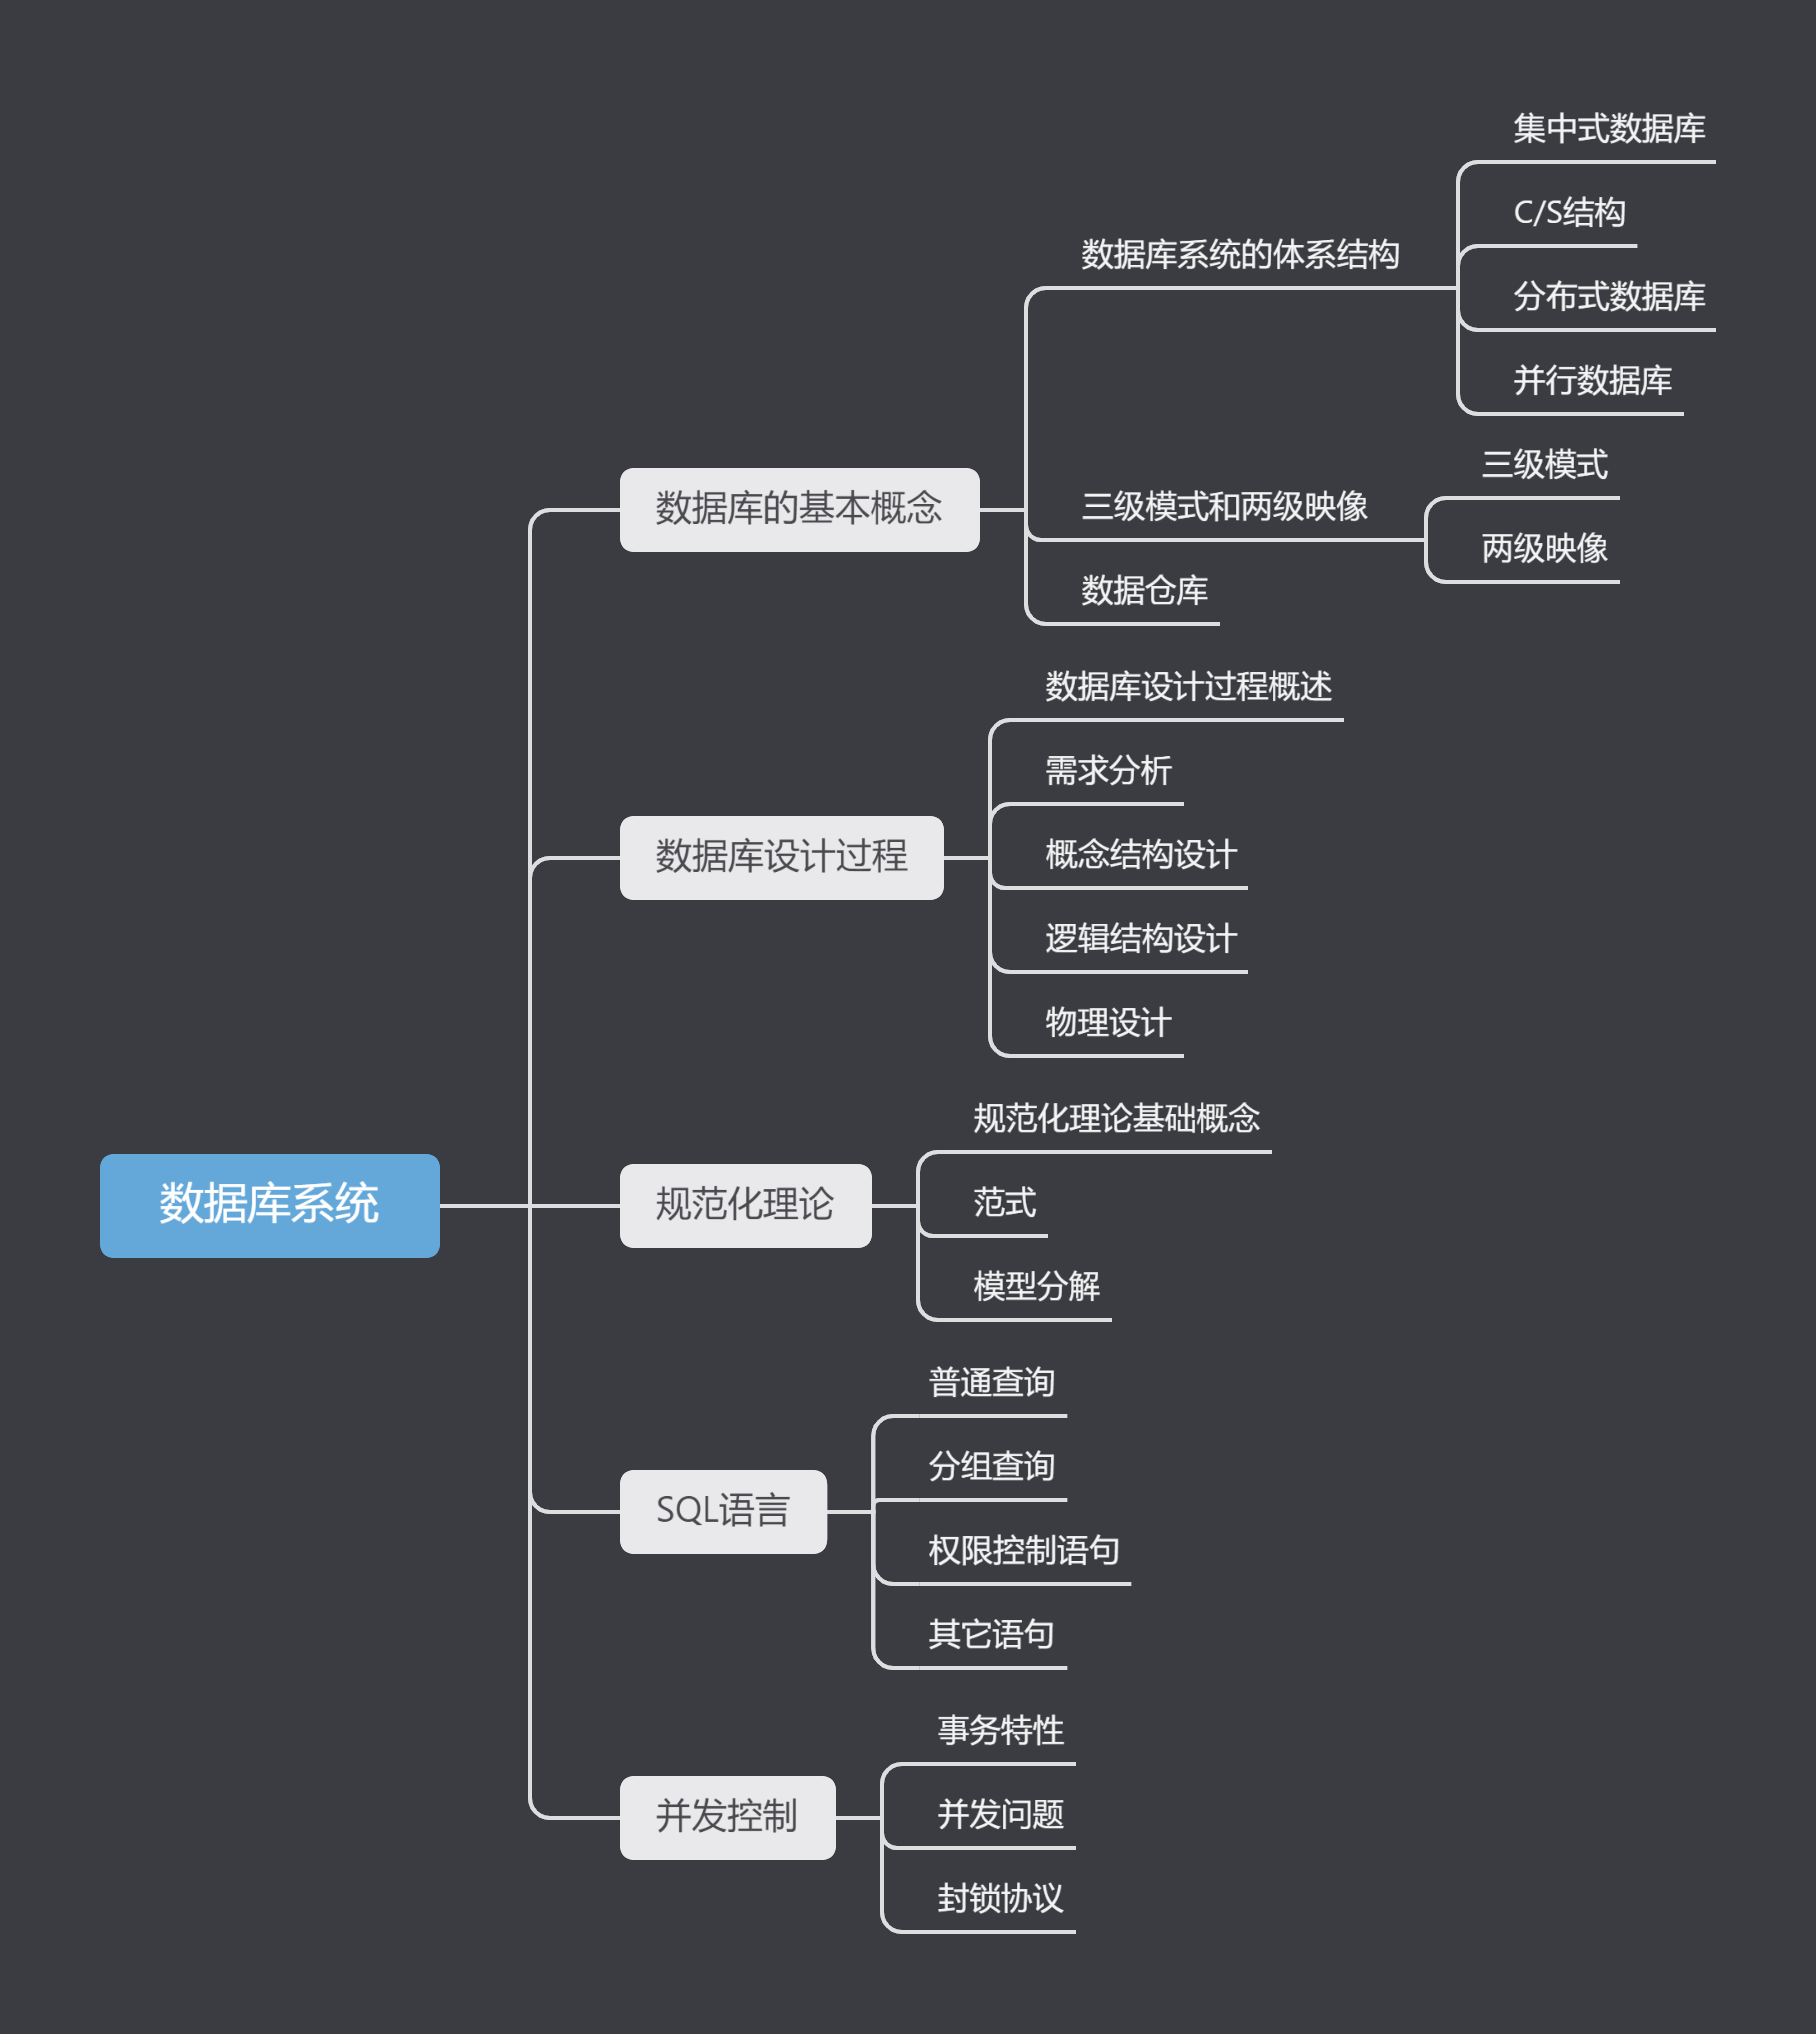 数据库系统
数据库的基本概念
数据库系统的体系结构
集中式数据库
C/S结构
分布式数据库
并行数据库
三级模式和两级映像
三级模式
两级映像
数据仓库
数据库设计过程
数据库设计过程概述
需求分析
概念结构设计
逻辑结构设计
物理设计
规范化理论
规范化理论基础概念
范式
模型分解
SQL语言
普通查询
分组查询
权限控制语句
其它语句
并发控制
事务特性
并发问题
封锁协议